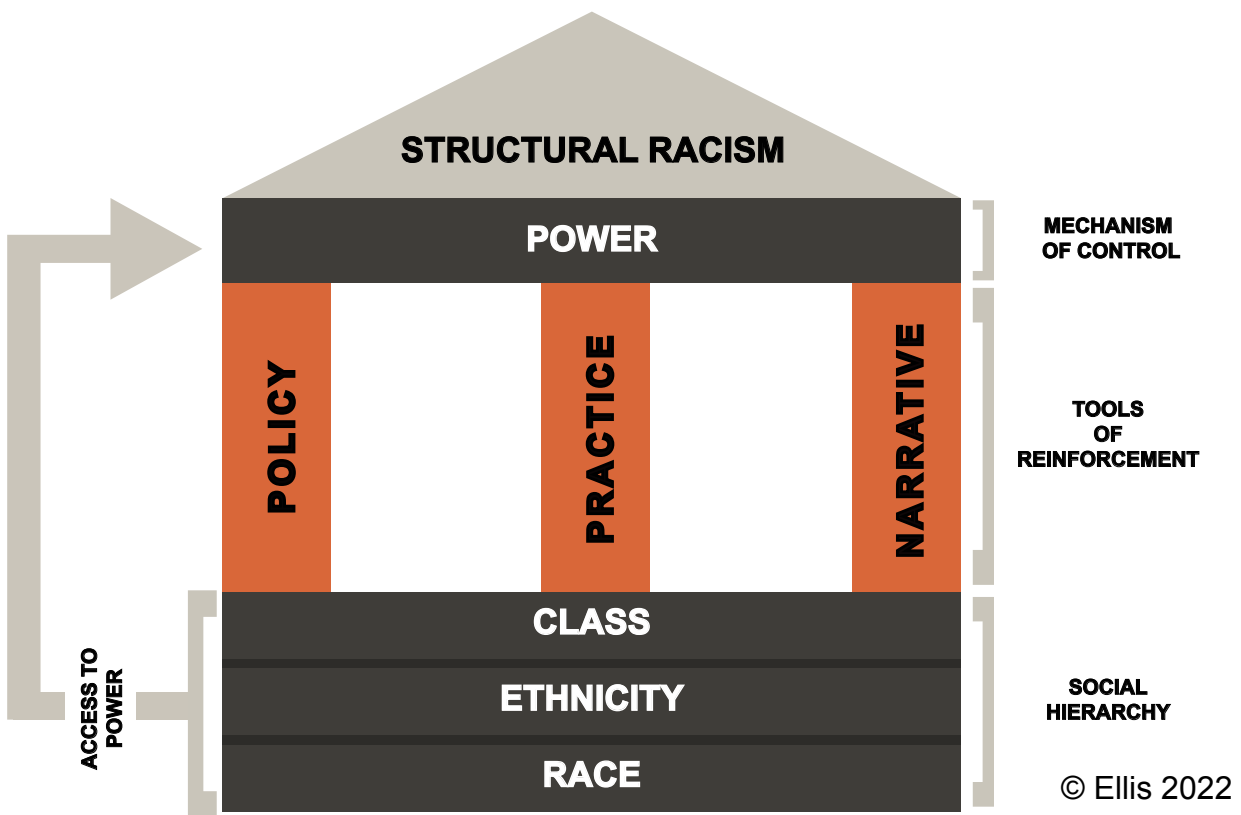 STRUCTURAL RACISM
POWER
MECHANISM
OF CONTROL
POLICY
PRACTICE
NARRATIVE
TOOLS
OF
REINFORCEMENT
CLASS
ETHNICITY
RACE
ACCESS TO
POWER
SOCIAL
HIERARCHY
© Ellis 2022